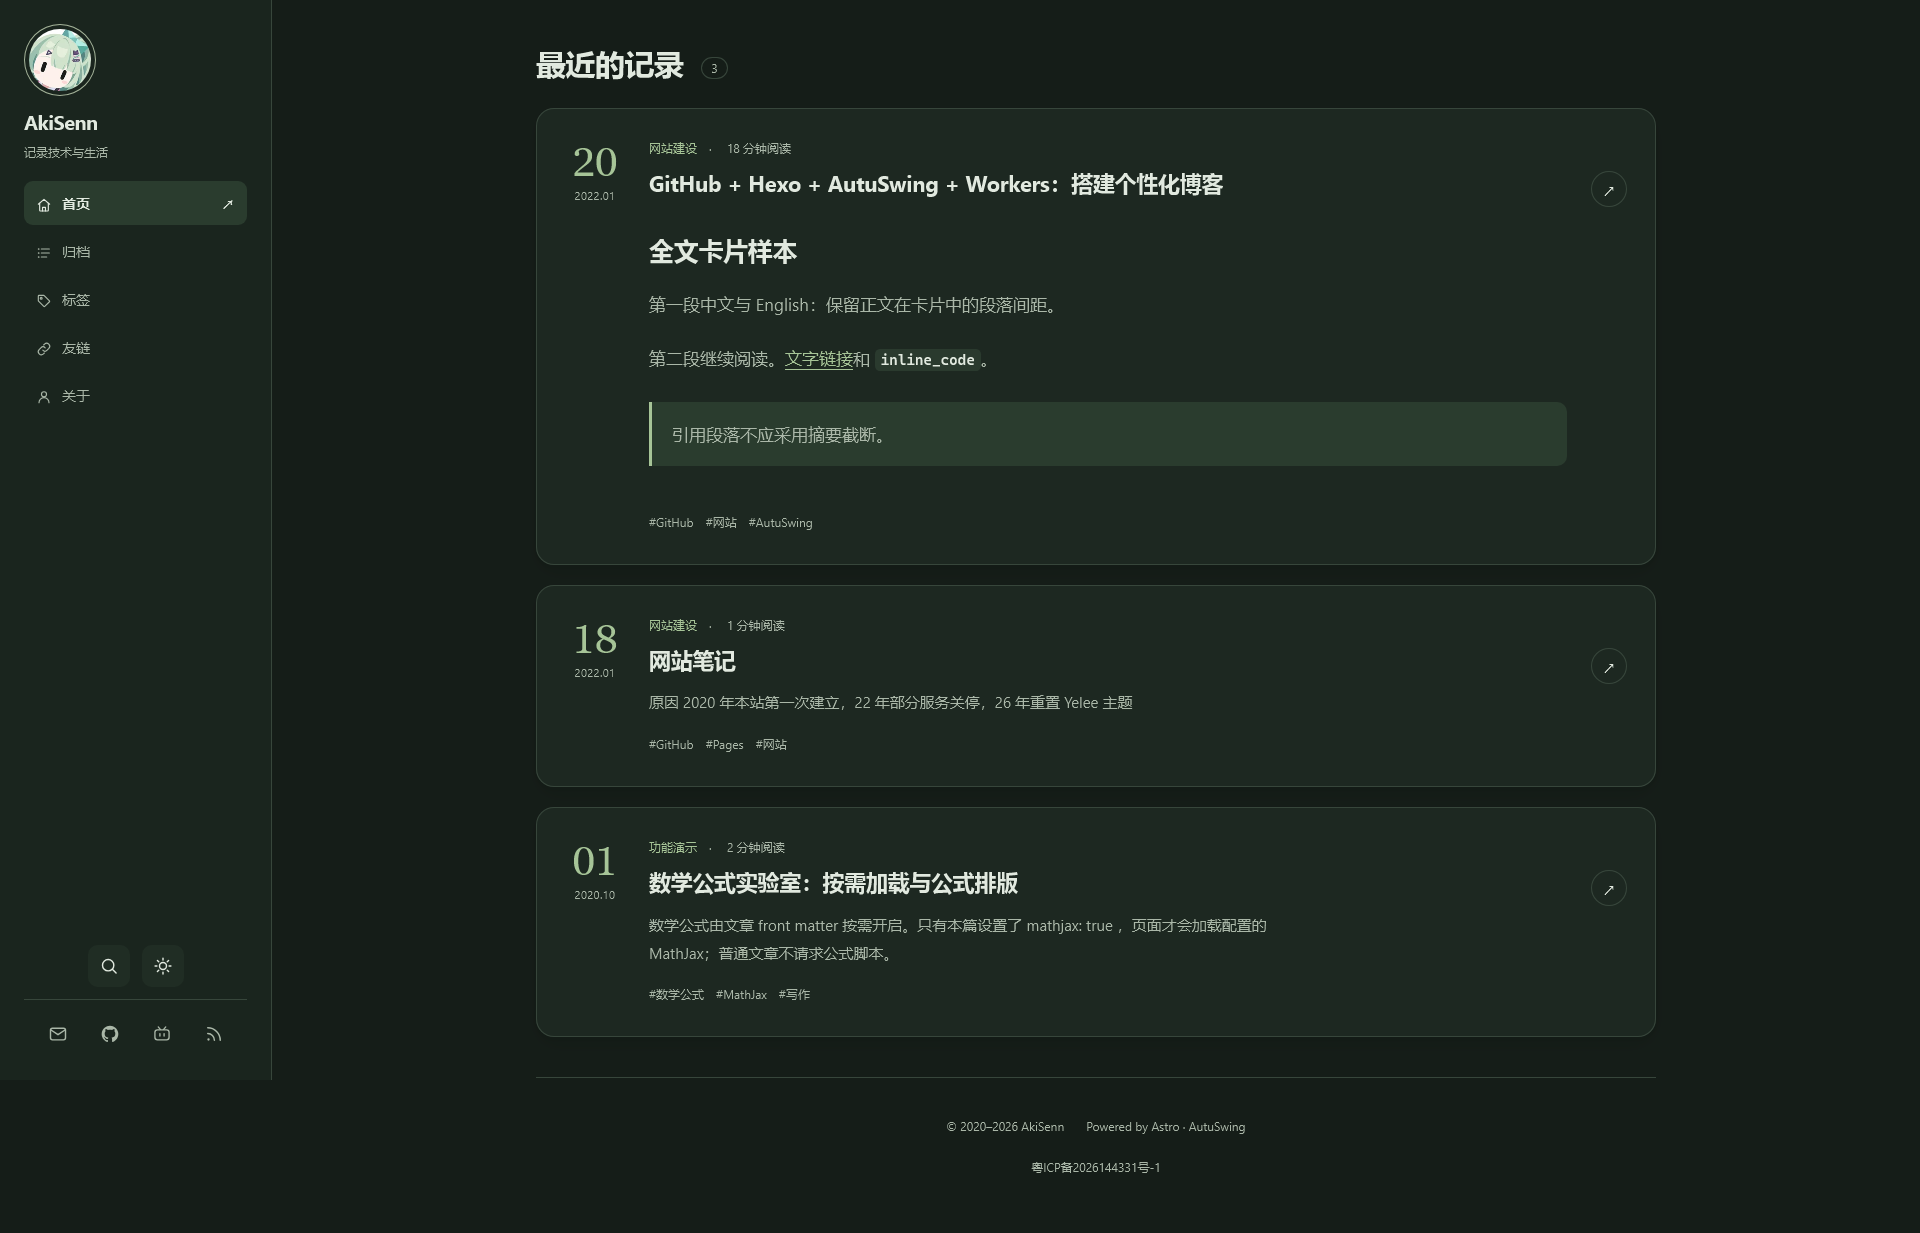 AkiSenn
记录技术与生活
首页
归档
标签
友链
关于
最近的记录 3
20
2022.01
网站建设 · 18 分钟阅读
GitHub + Hexo + AutuSwing + Workers：搭建个性化博客
全文卡片样本
第一段中文与 English：保留正文在卡片中的段落间距。
第二段继续阅读。文字链接和 inline_code 。
引用段落不应采用摘要截断。
#GitHub #网站 #AutuSwing
18
2022.01
网站建设 · 1 分钟阅读
网站笔记
原因 2020 年本站第一次建立，22 年部分服务关停，26 年重置 Yelee 主题
#GitHub #Pages #网站
01
2020.10
功能演示 · 2 分钟阅读
数学公式实验室：按需加载与公式排版
数学公式由文章 front matter 按需开启。只有本篇设置了 mathjax: true ，页面才会加载配置的
MathJax；普通文章不请求公式脚本。
#数学公式 #MathJax #写作
© 2020–2026 AkiSenn Powered by Astro · AutuSwing
粤ICP备2026144331号-1